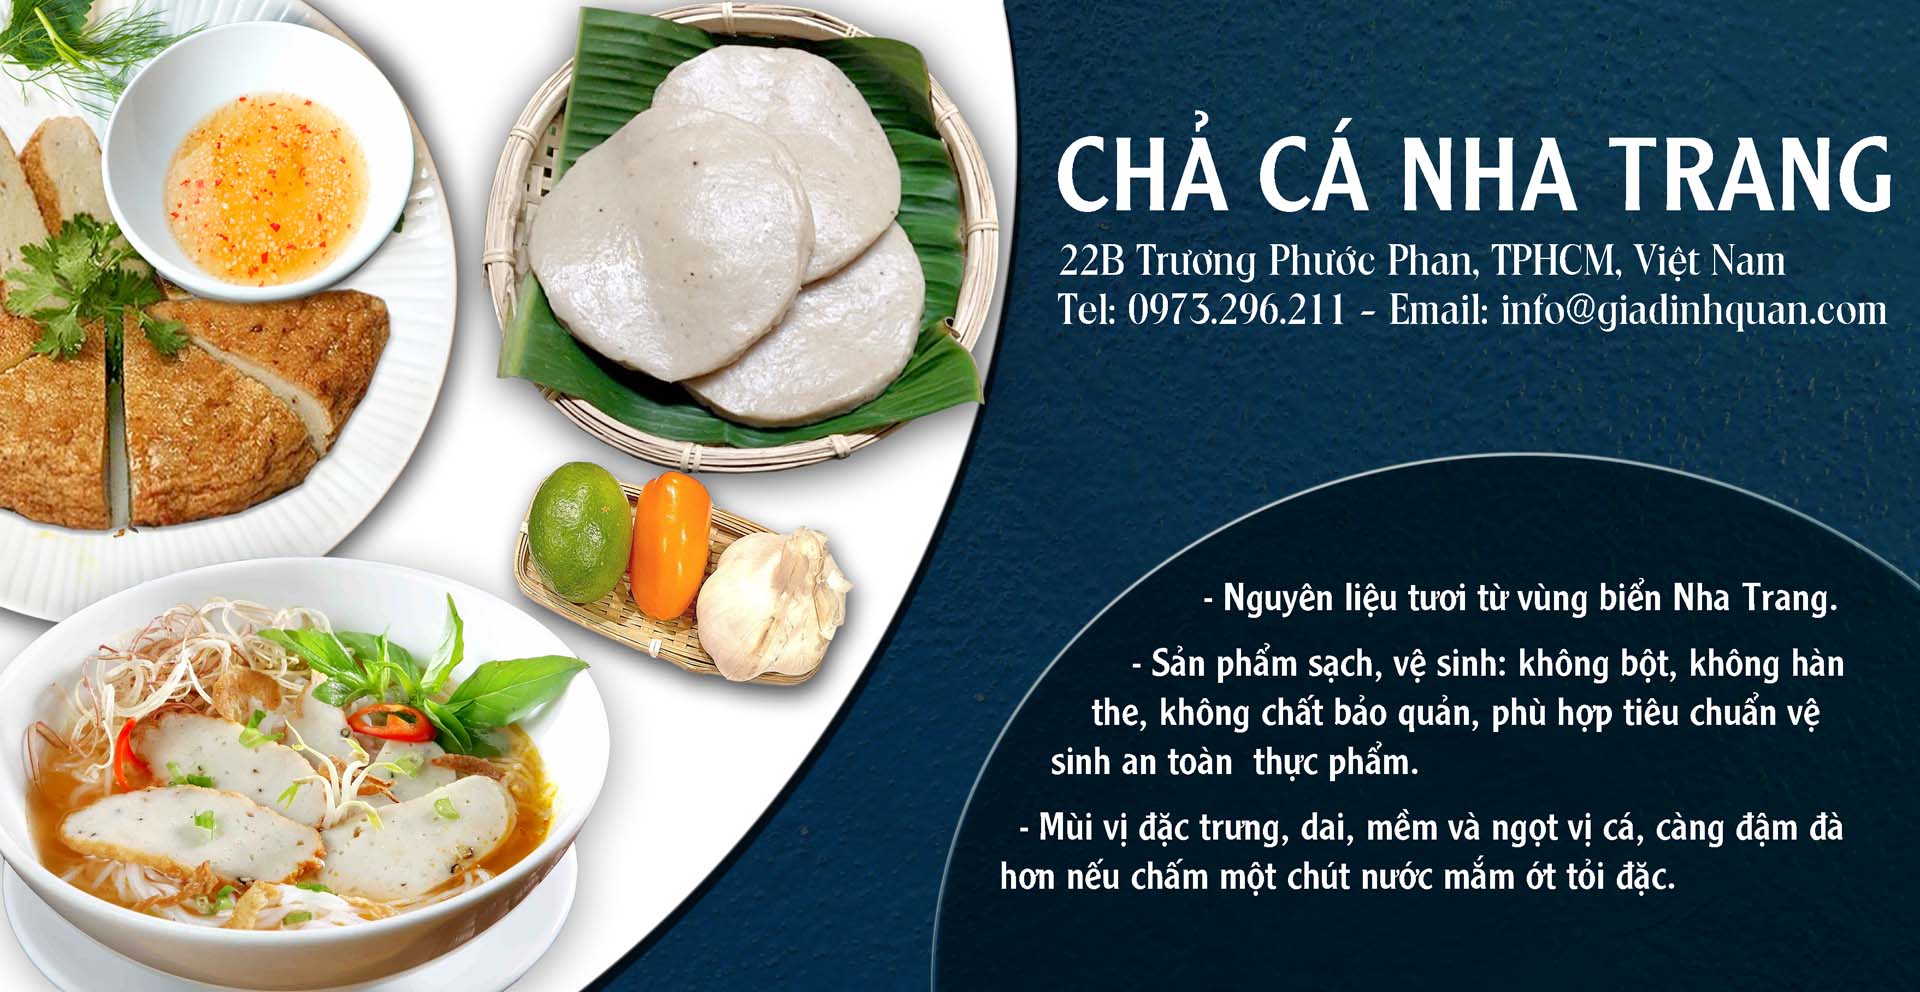 CHẢ CÁ NHA TRANG
22B Trương Phước Phan, TPHCM, Việt Nam
Tel: 0973.296.211 - Email: info@giadinhquan.com
- Nguyên liệu tươi từ vùng biển Nha Trang.
- Sản phẩm sạch, vệ sinh: không bột, không hàn
the, không chất bảo quản, phù hợp tiêu chuẩn vệ
sinh an toàn thực phẩm.
- Mùi vị đặc trưng, dai, mềm và ngọt vị cá, càng đậm đà
hơn nếu chấm một chút nước mắm ớt tỏi đặc.